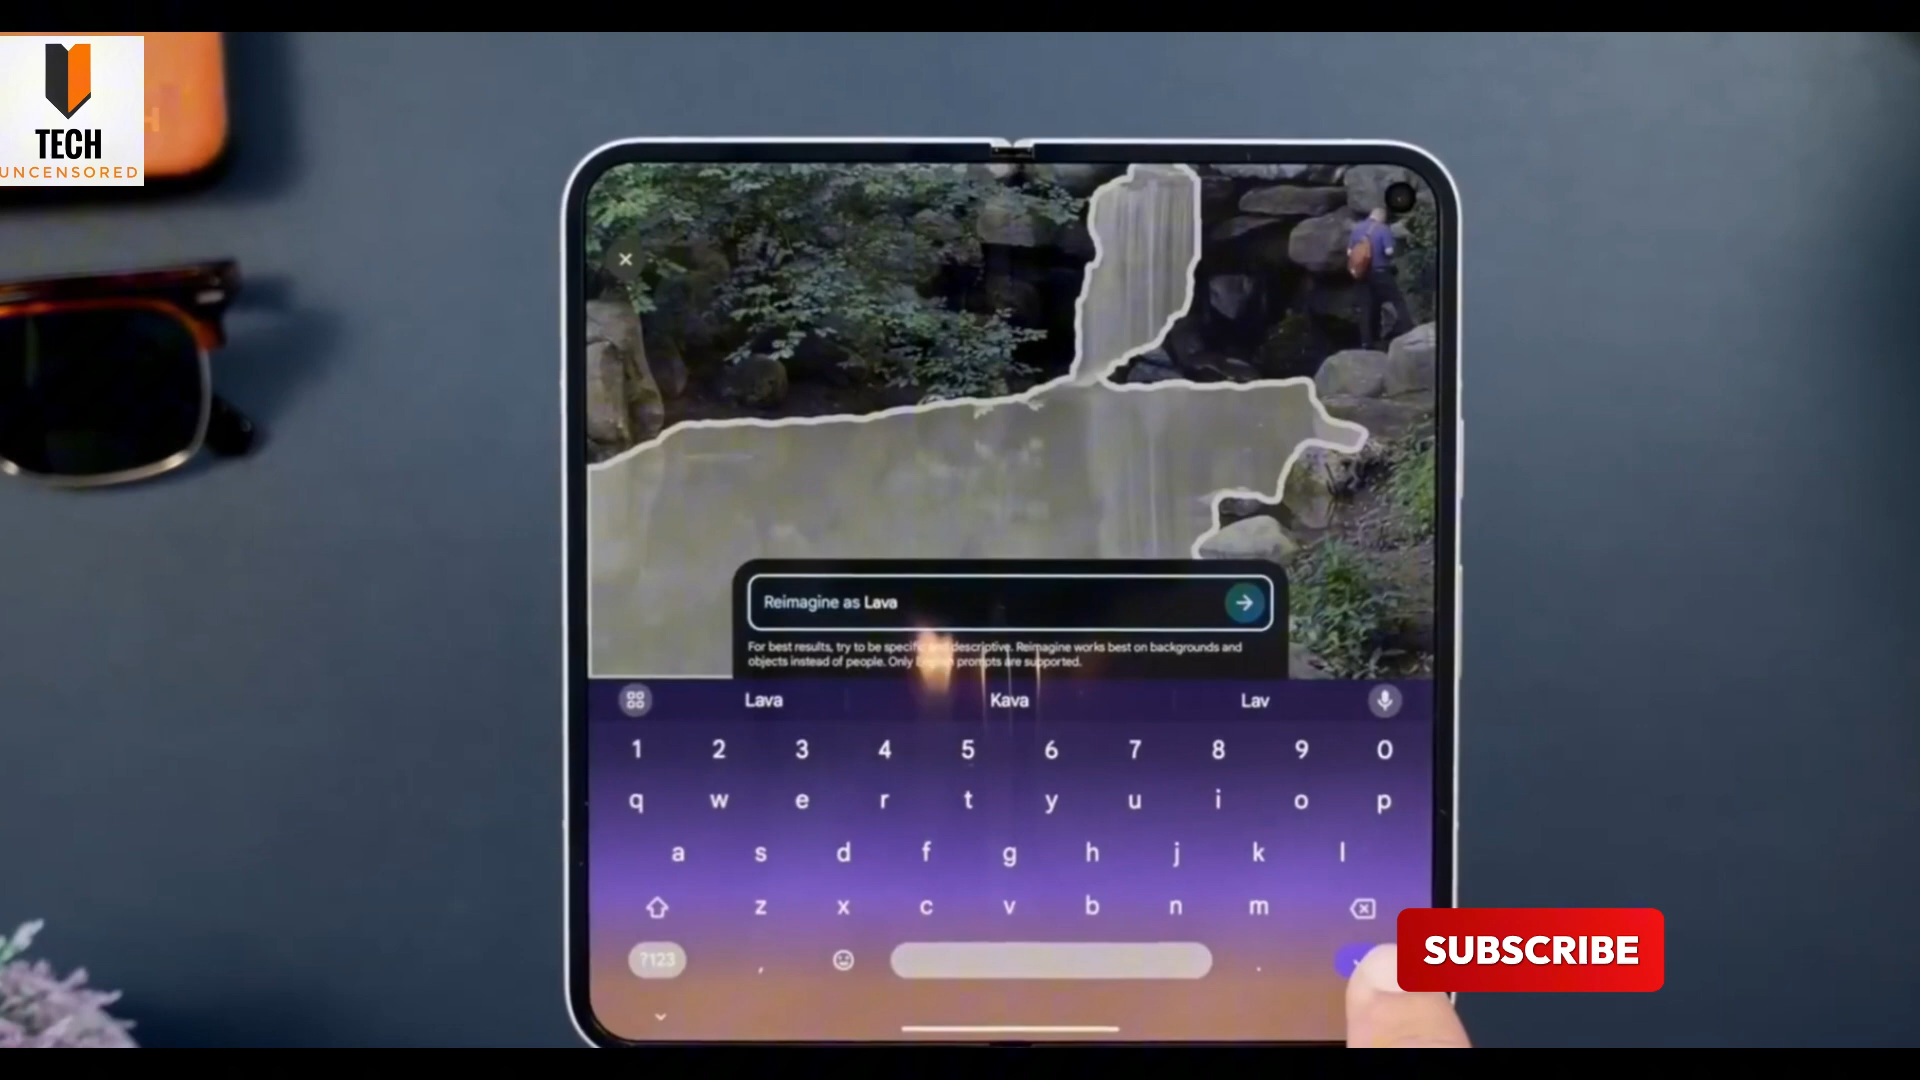 TECH
UNCENSORED
Reimagine as Lava
For best results, try to be specific and descriptive. Reimagine works best on backgrounds and
objects instead of people. Only English prompts are supported.
Lava Kava Lav
1 2 3 4 5 6 7 8 9 0
q w e r t y u i o p
a s d f g h j k l
z x c v b n m
?123 , .
SUBSCRIBE